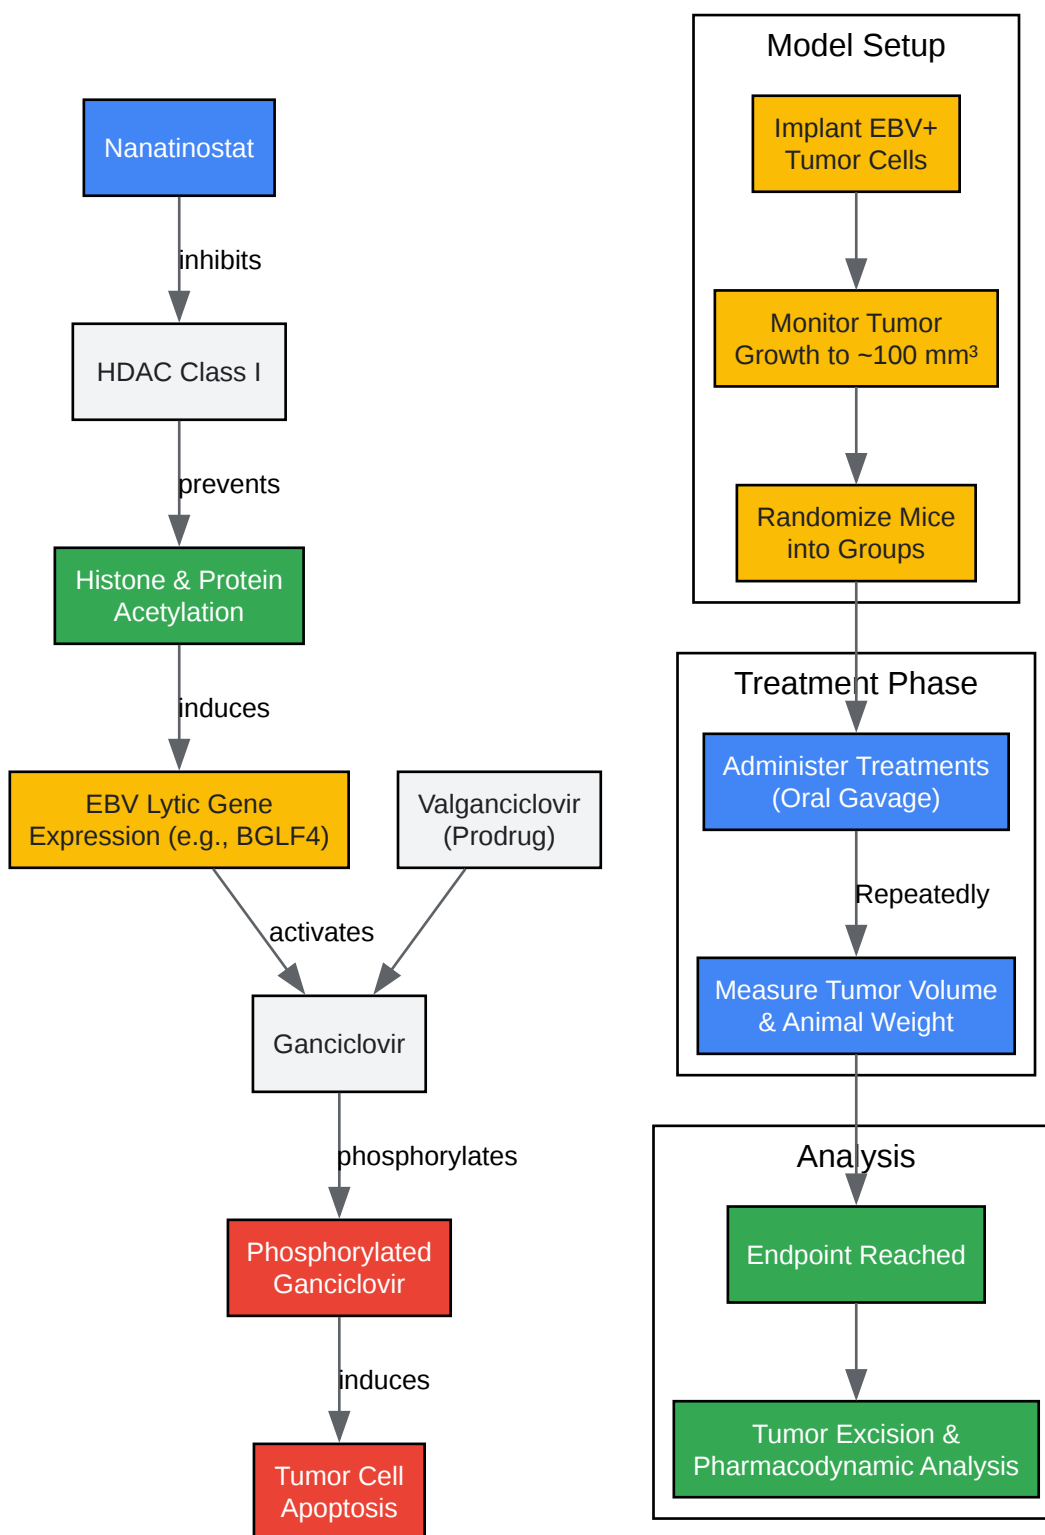 Nanatinostat
inhibits
HDAC Class I
prevents
Histone & Protein
Acetylation
induces
EBV Lytic Gene
Expression (e.g., BGLF4)
Valganciclovir
(Prodrug)
activates
Ganciclovir
phosphorylates
Phosphorylated
Ganciclovir
induces
Tumor Cell
Apoptosis
Model Setup
Implant EBV+
Tumor Cells
Monitor Tumor
Growth to ~100 mm³
Randomize Mice
into Groups
Treatment Phase
Administer Treatments
(Oral Gavage)
Repeatedly
Measure Tumor Volume
& Animal Weight
Analysis
Endpoint Reached
Tumor Excision &
Pharmacodynamic Analysis